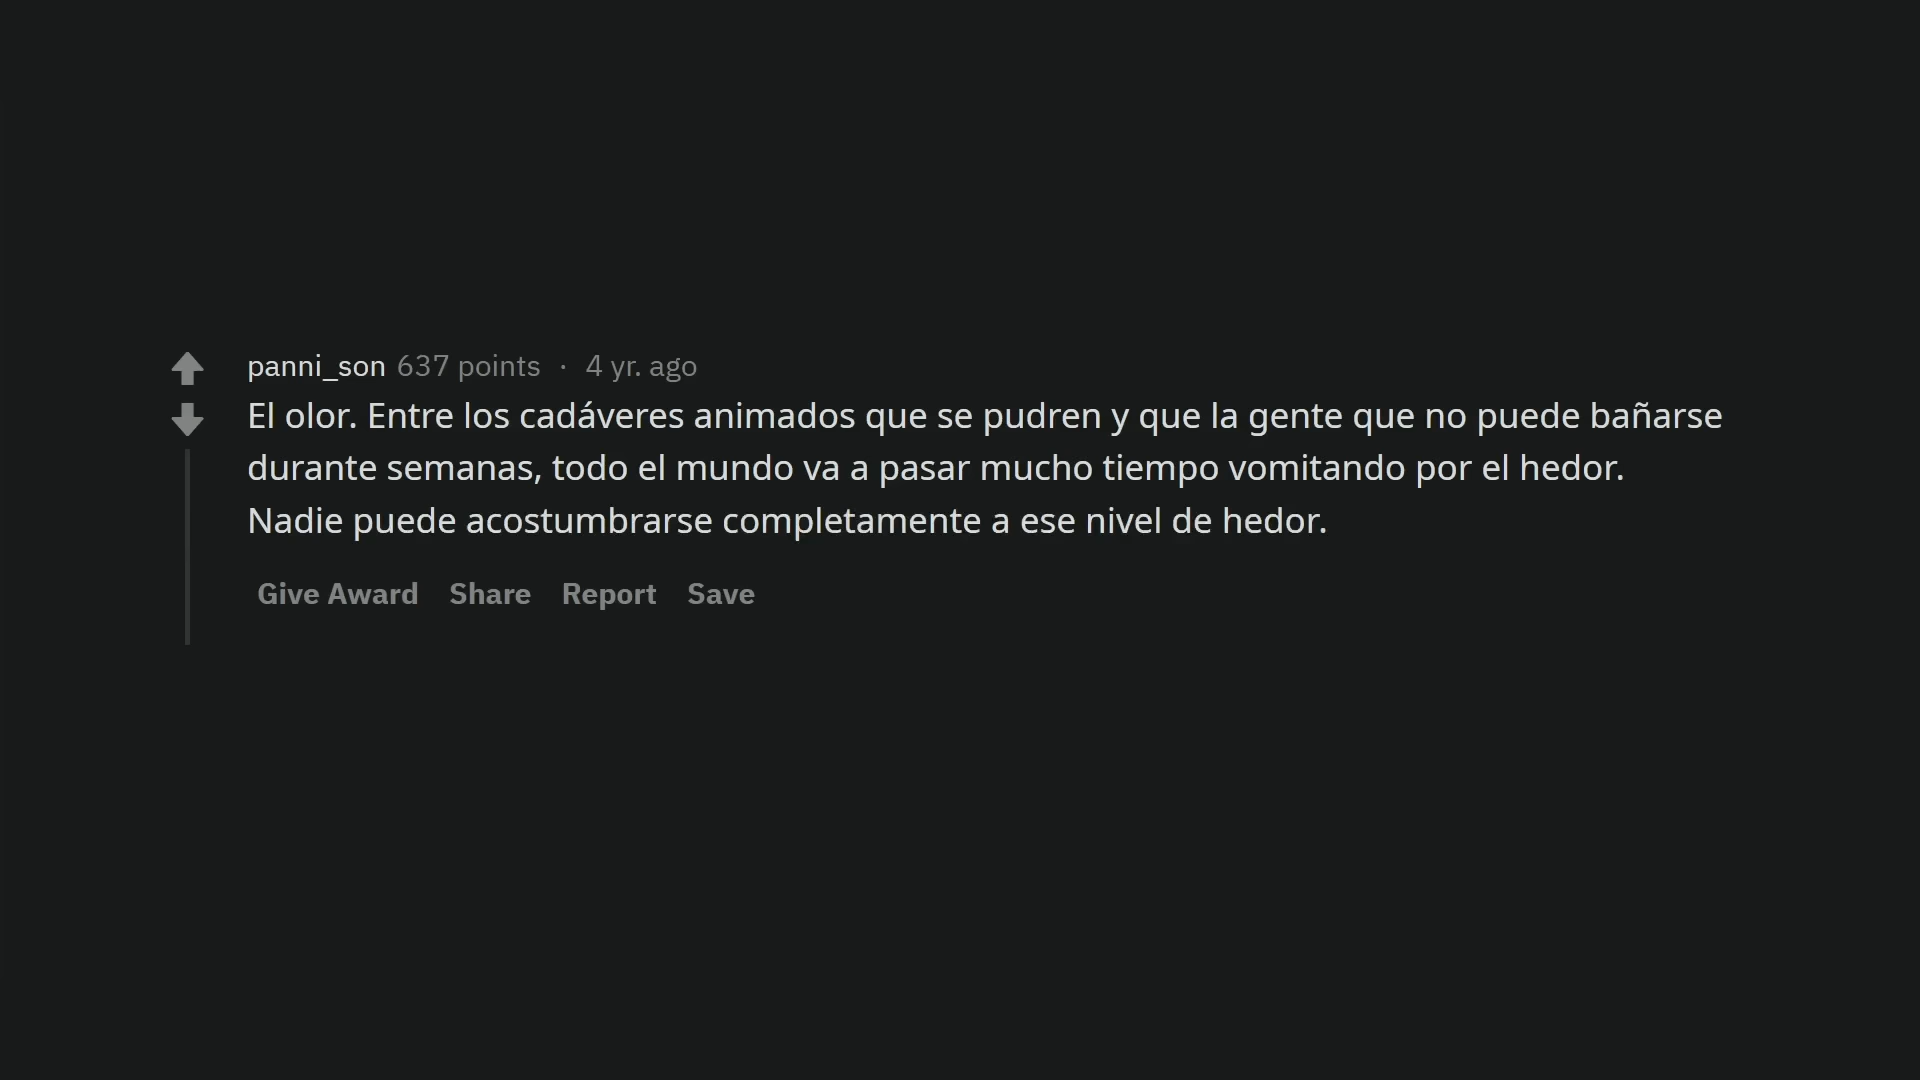 panni_son 637 points · 4 yr. ago
El olor. Entre los cadáveres animados que se pudren y que la gente que no puede bañarse
durante semanas, todo el mundo va a pasar mucho tiempo vomitando por el hedor.
Nadie puede acostumbrarse completamente a ese nivel de hedor.
Give Award Share Report Save